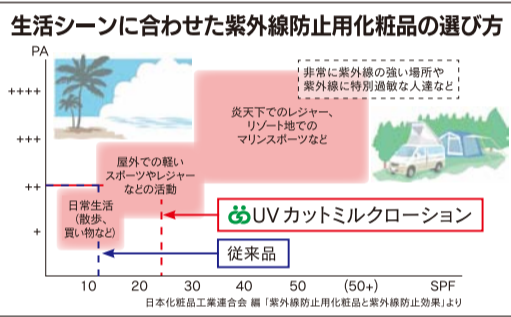 生活シーンに合わせた紫外線防止用化粧品の選び方
PA
++++
+++
++
+
非常に紫外線の強い場所や
紫外線に特別過敏な人達など
炎天下でのレジャー、
リゾート地での
マリンスポーツなど
屋外での軽い
スポーツやレジャー
などの活動
日常生活
(散歩、
買い物など)
UVカットミルクローション
従来品
10 20 30 40 50 (50+) SPF
日本化粧品工業連合会 編「紫外線防止用化粧品と紫外線防止効果」より